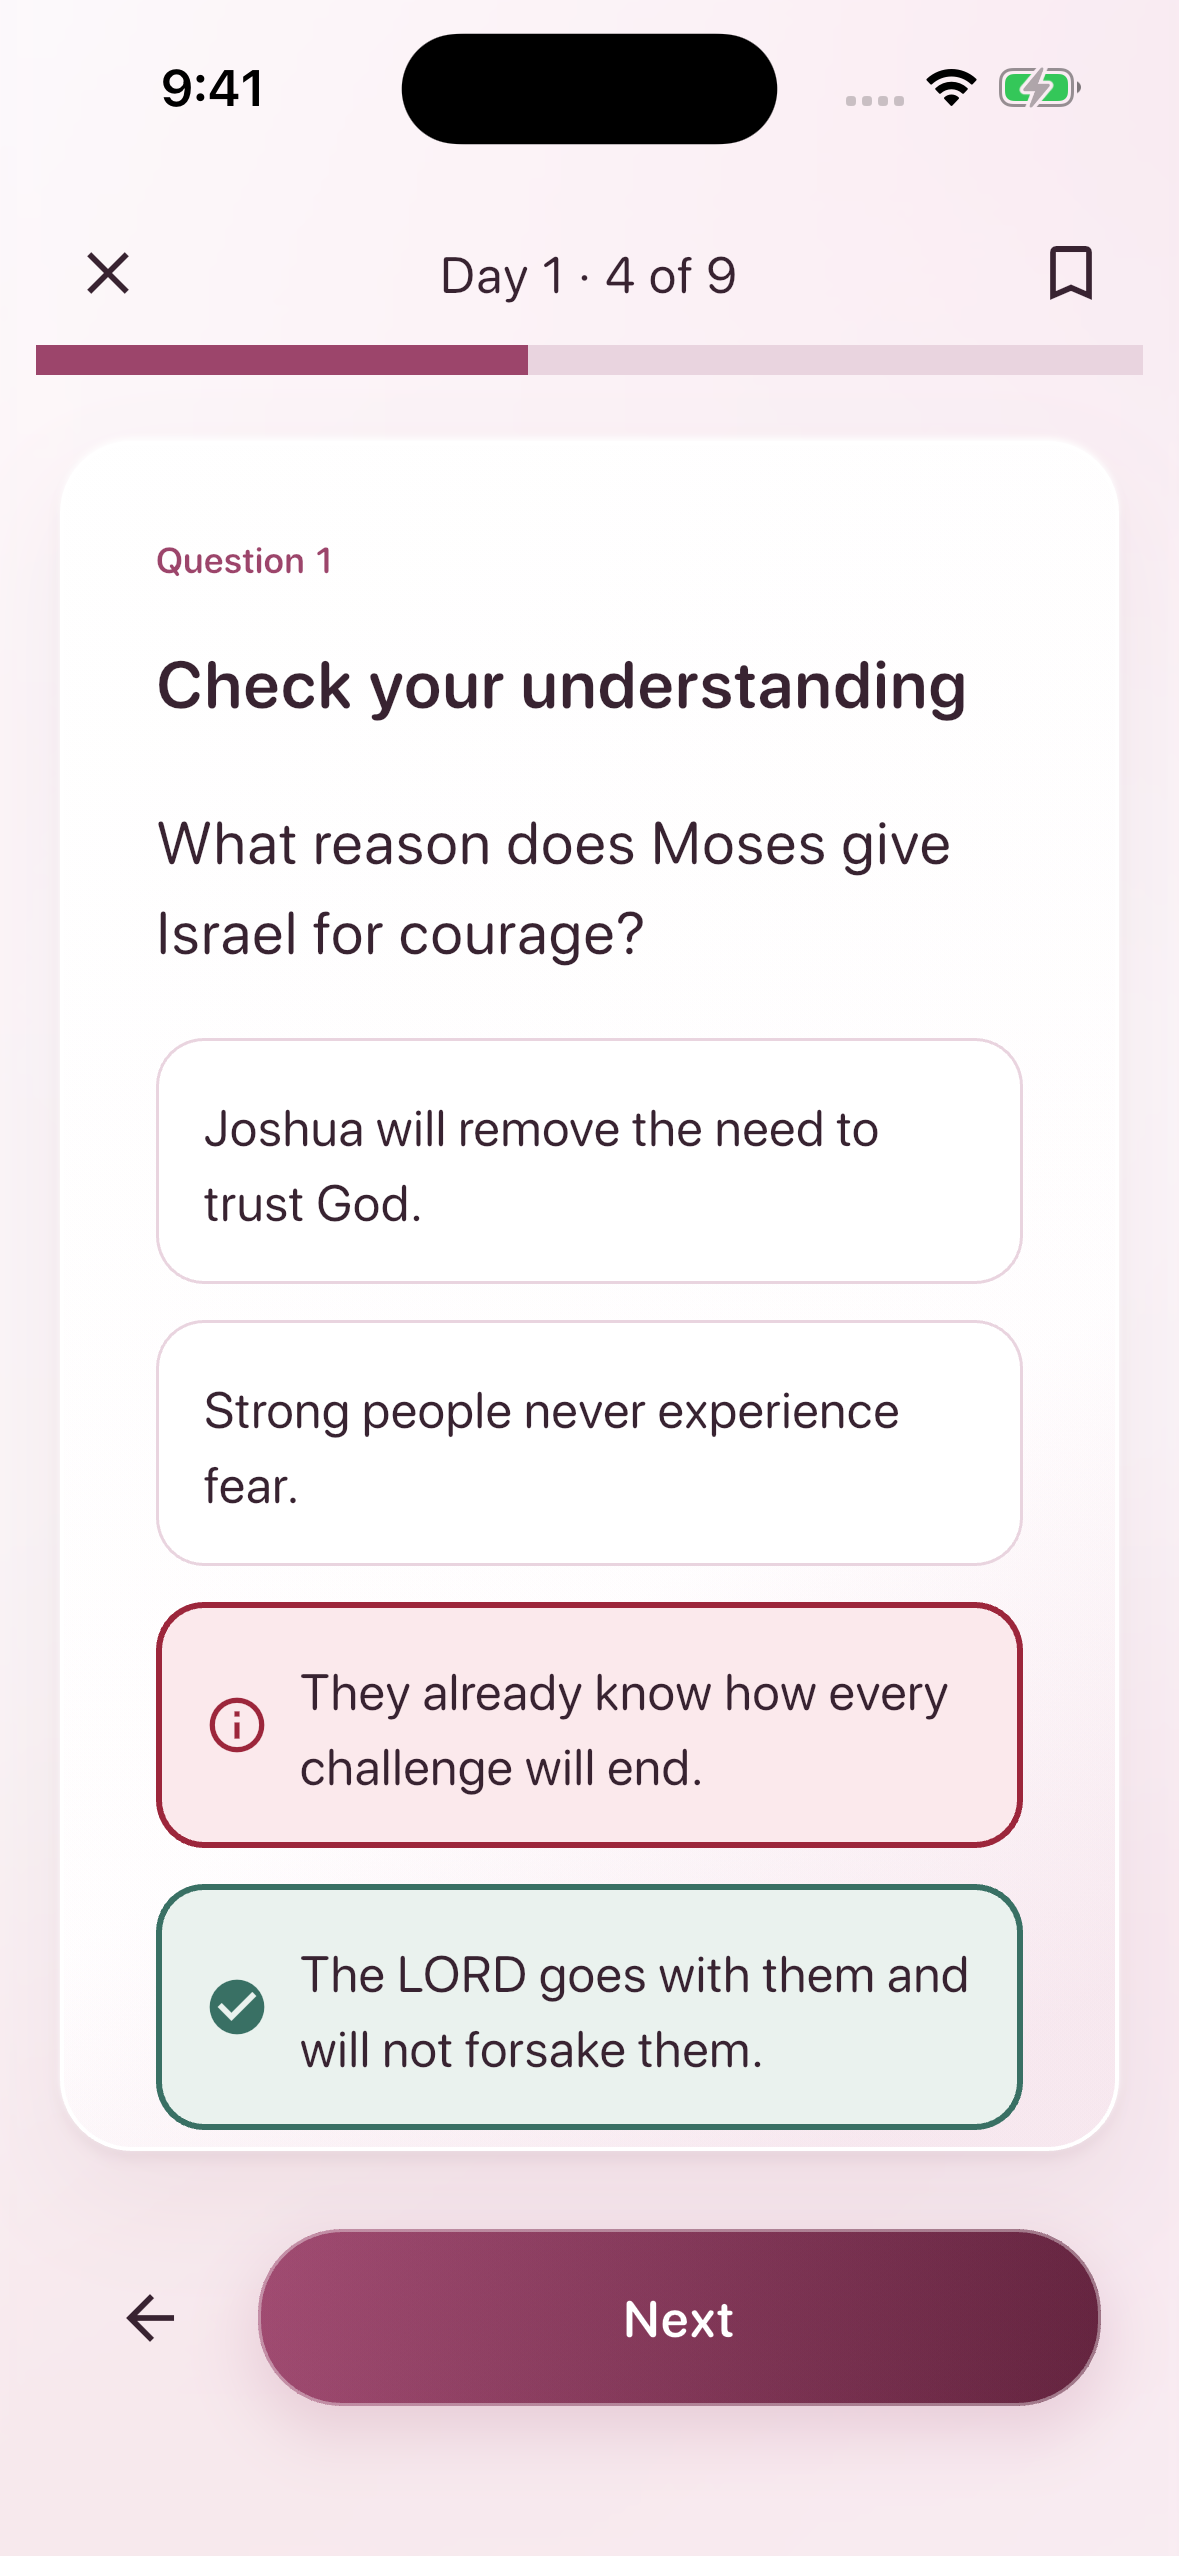 9:41
Day 1 · 4 of 9
Question 1
Check your understanding
What reason does Moses give
Israel for courage?
Joshua will remove the need to
trust God.
Strong people never experience
fear.
They already know how every
challenge will end.
The LORD goes with them and
will not forsake them.
Next